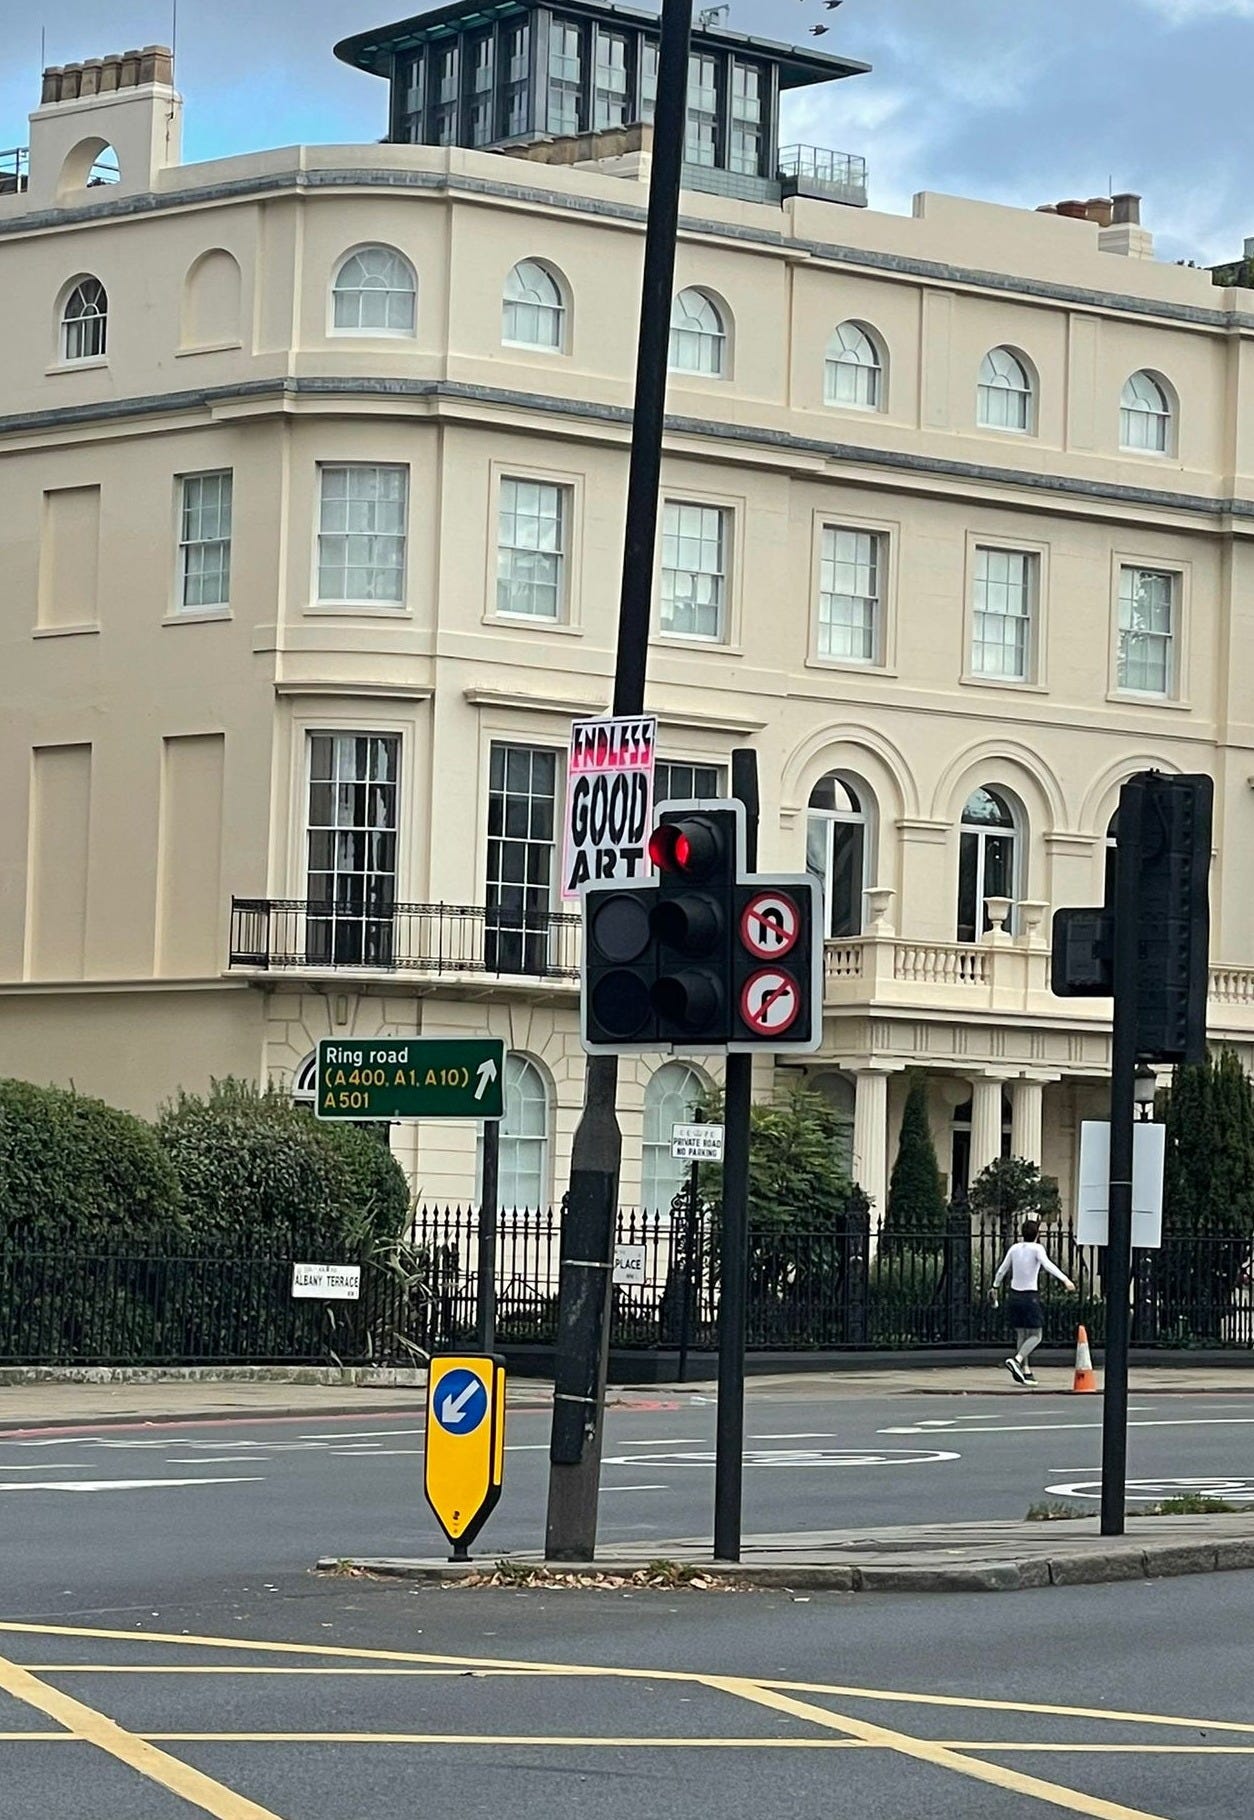 ENDLESS
GOOD
ART
Ring road
(A400, A1, A10)
A501
PRIVATE ROAD
NO PARKING
PLACE
ALBANY TERRACE